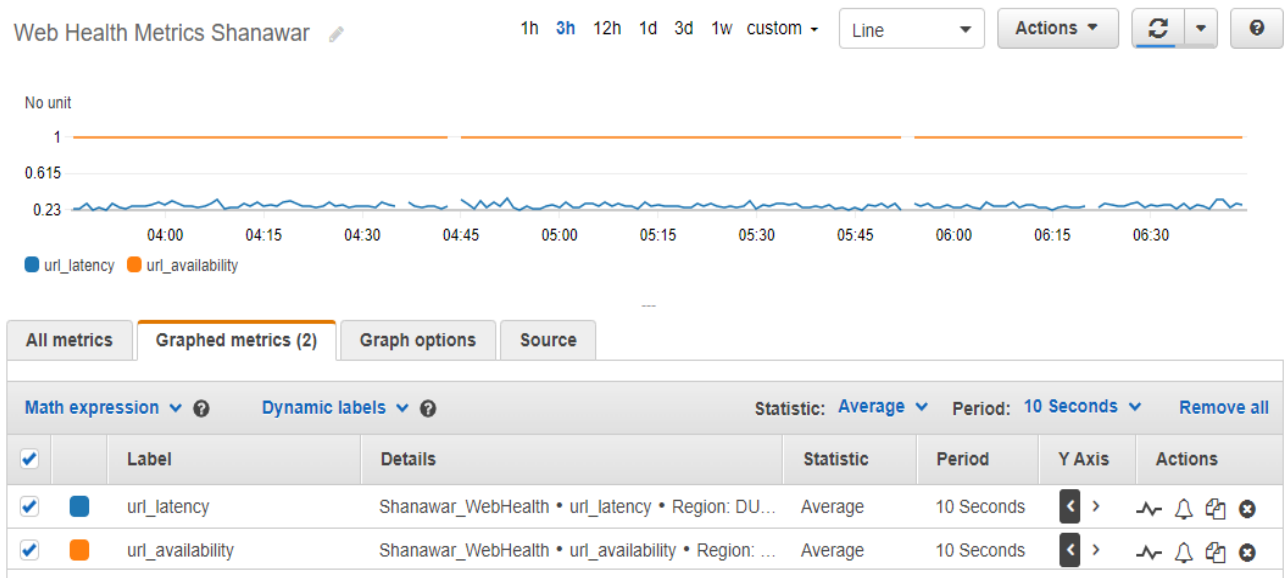 Web Health Metrics Shanawar
1h 3h 12h 1d 3d 1w custom Line Actions
No unit
1
0.615
0.23
04:00 04:15 04:30 04:45 05:00 05:15 05:30 05:45 06:00 06:15 06:30
url_latency url_availability
All metrics Graphed metrics (2) Graph options Source
Math expression Dynamic labels Statistic: Average Period: 10 Seconds Remove all
Label Details Statistic Period Y Axis Actions
url_latency Shanawar_WebHealth • url_latency • Region: DU... Average 10 Seconds
url_availability Shanawar_WebHealth • url_availability • Region: ... Average 10 Seconds